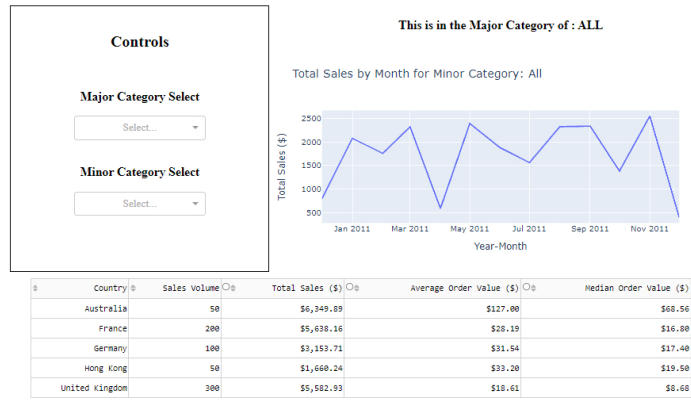 Controls
Major Category Select
Select...
Minor Category Select
Select...
This is in the Major Category of : ALL
Total Sales by Month for Minor Category: All
Total Sales ($)
2500
2000
1500
1000
500
Jan 2011 Mar 2011 May 2011 Jul 2011 Sep 2011 Nov 2011
Year-Month
Country Sales Volume Total Sales ($) Average Order Value ($) Median Order Value ($)
Australia 50 $6,349.89 $127.00 $68.56
France 200 $5,638.16 $28.19 $16.80
Germany 100 $3,153.71 $31.54 $17.40
Hong Kong 50 $1,660.24 $33.20 $19.50
United Kingdom 300 $5,582.93 $18.61 $8.68